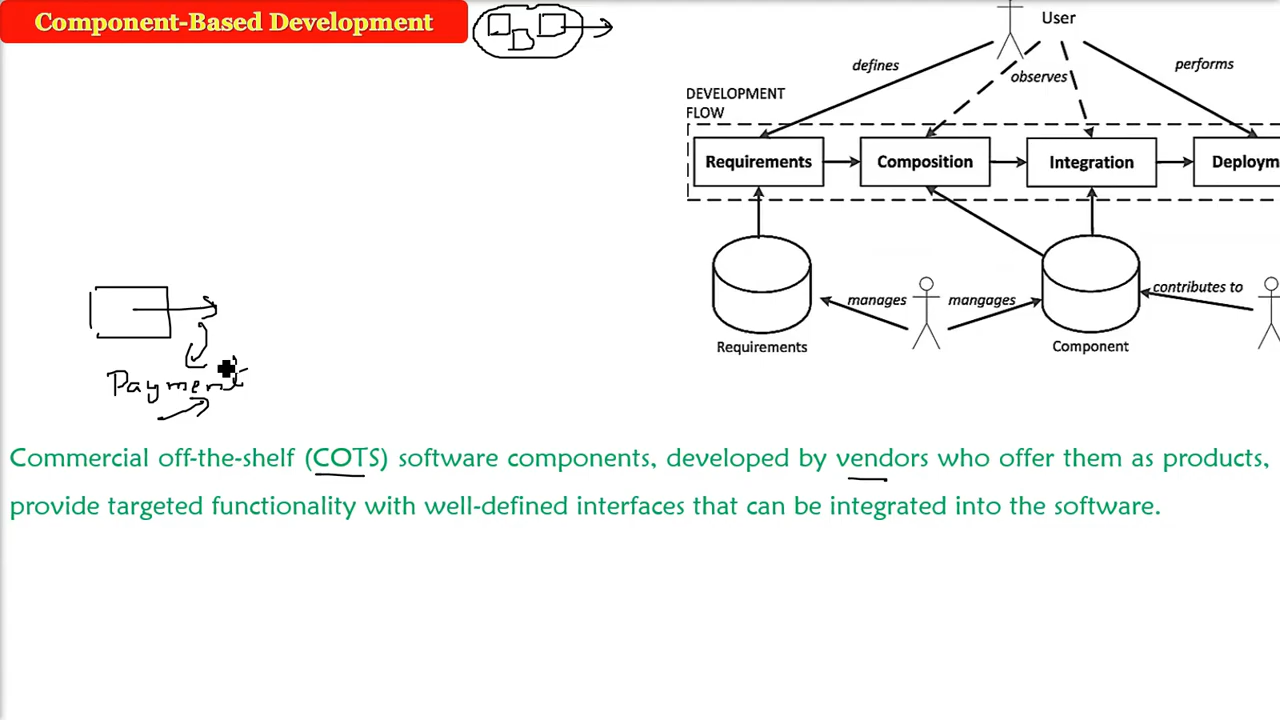 Component-Based Development
User
defines
observes
performs
DEVELOPMENT
FLOW
Requirements
Composition
Integration
Deploym
manages
mangages
contributes to
Requirements
Component
Payment
Commercial off-the-shelf (COTS) software components, developed by vendors who offer them as products,
provide targeted functionality with well-defined interfaces that can be integrated into the software.